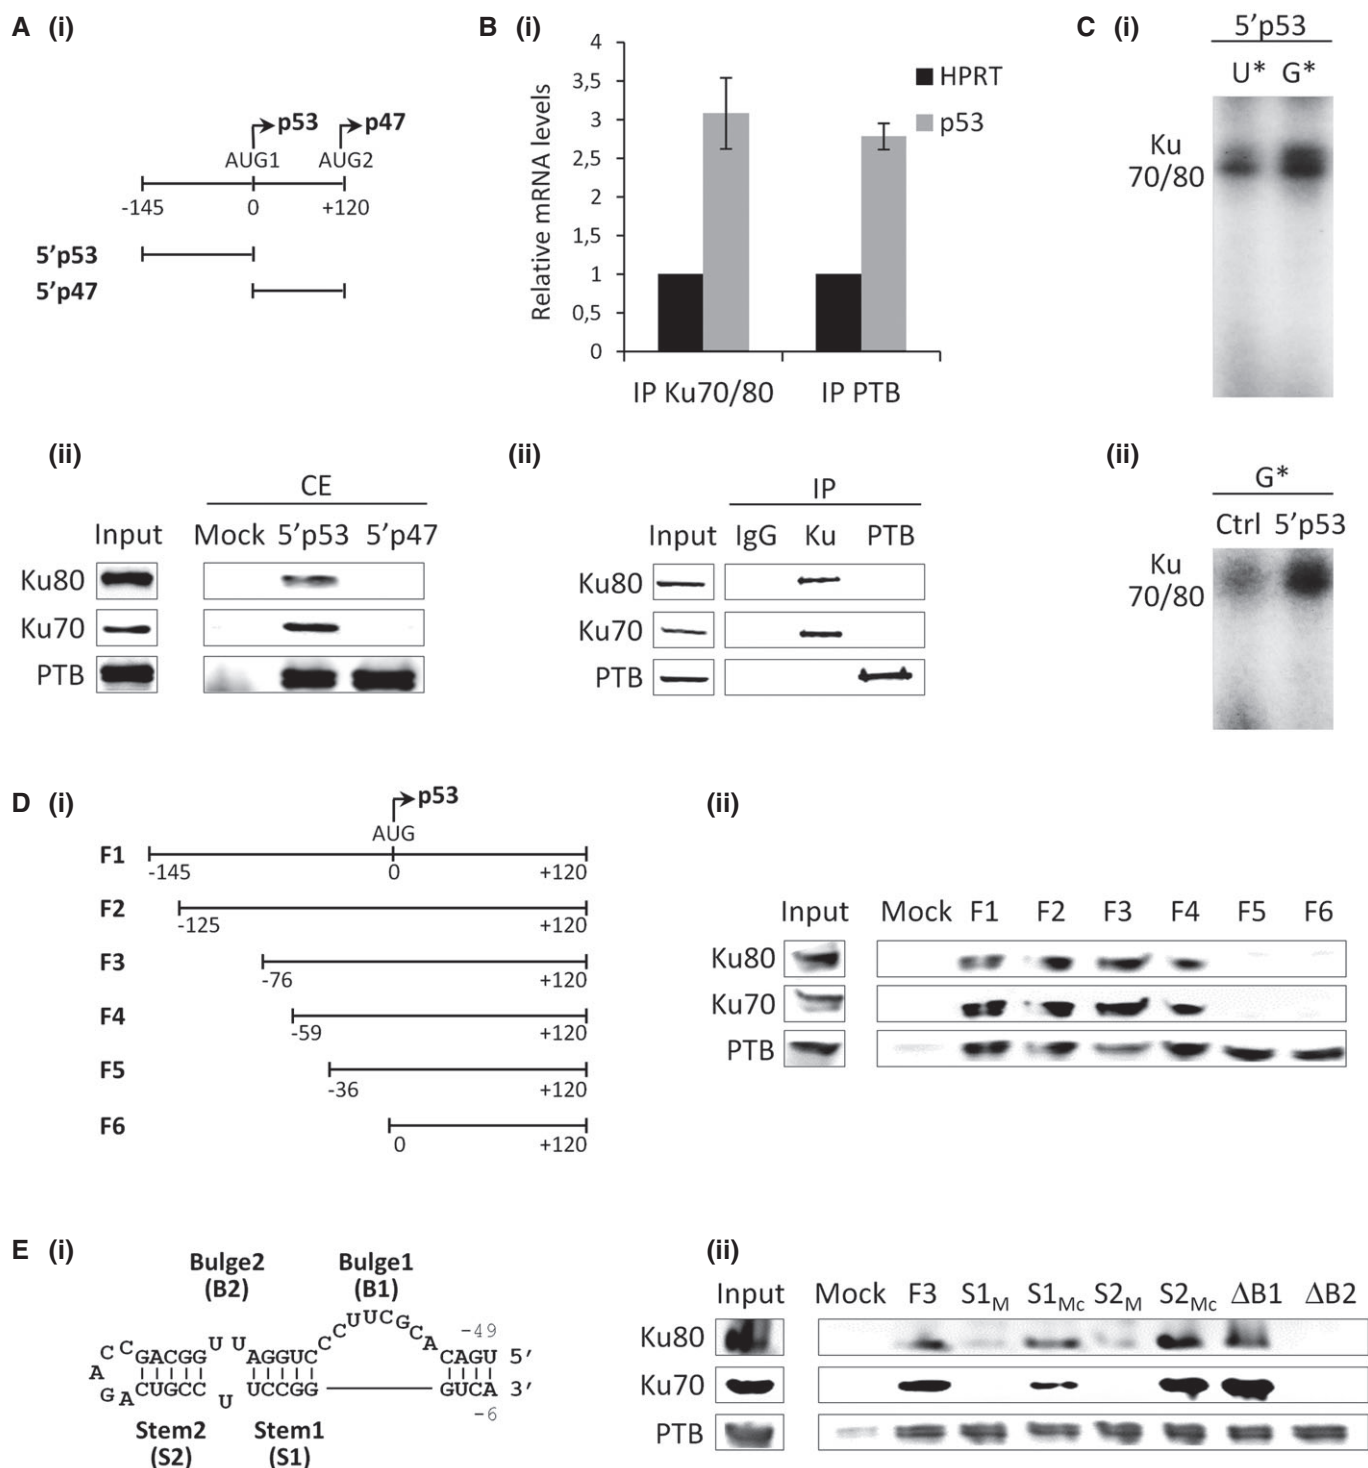 A (i)
p53 p47
AUG1 AUG2
-145 0 +120
5’p53
5’p47
(ii)
CE
Input Mock 5’p53 5’p47
Ku80
Ku70
PTB
B (i)
Relative mRNA levels
4
3,5
3
2,5
2
1,5
1
0,5
0
HPRT
p53
IP Ku70/80 IP PTB
(ii)
IP
Input IgG Ku PTB
Ku80
Ku70
PTB
C (i)
5’p53
U* G*
Ku
70/80
(ii)
G*
Ctrl 5’p53
Ku
70/80
D (i)
p53
AUG
F1
-145 0 +120
F2
-125 +120
F3
-76 +120
F4
-59 +120
F5
-36 +120
F6
0 +120
(ii)
Input Mock F1 F2 F3 F4 F5 F6
Ku80
Ku70
PTB
E (i)
Bulge2 Bulge1
(B2) (B1)
CCUUCGCA -49
ACCGACGGUUAGGUC CAGU 5′
GAGUCUGCCUUCCGG GUCA 3′
-6
Stem2 Stem1
(S2) (S1)
(ii)
Input Mock F3 S1M S1Mc S2M S2Mc ΔB1 ΔB2
Ku80
Ku70
PTB